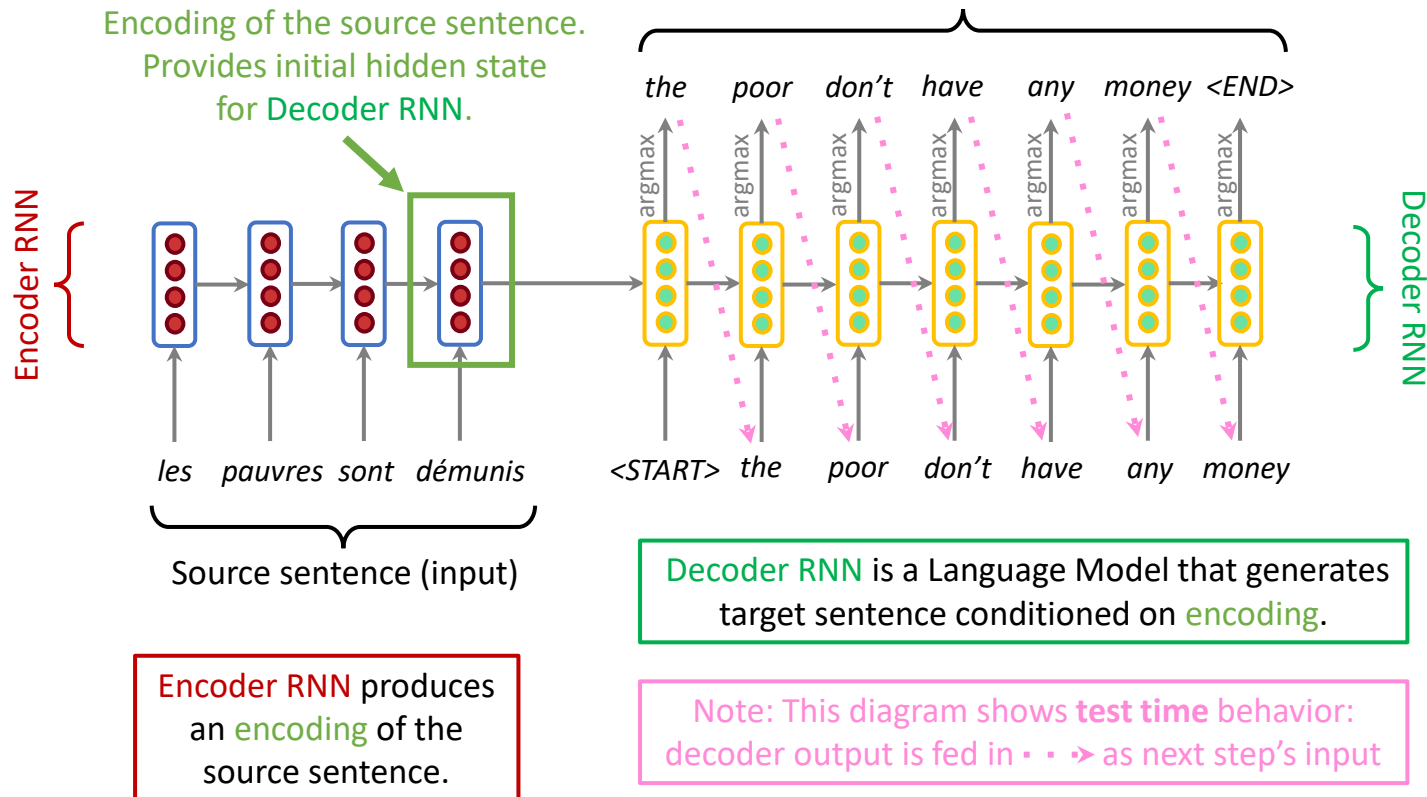 Encoding of the source sentence.
Provides initial hidden state
for Decoder RNN.
the poor don't have any money <END>
argmax argmax argmax argmax argmax argmax argmax
Encoder RNN
Decoder RNN
les pauvres sont démunis
<START> the poor don't have any money
Source sentence (input)
Decoder RNN is a Language Model that generates
target sentence conditioned on encoding.
Encoder RNN produces
an encoding of the
source sentence.
Note: This diagram shows test time behavior:
decoder output is fed in as next step's input